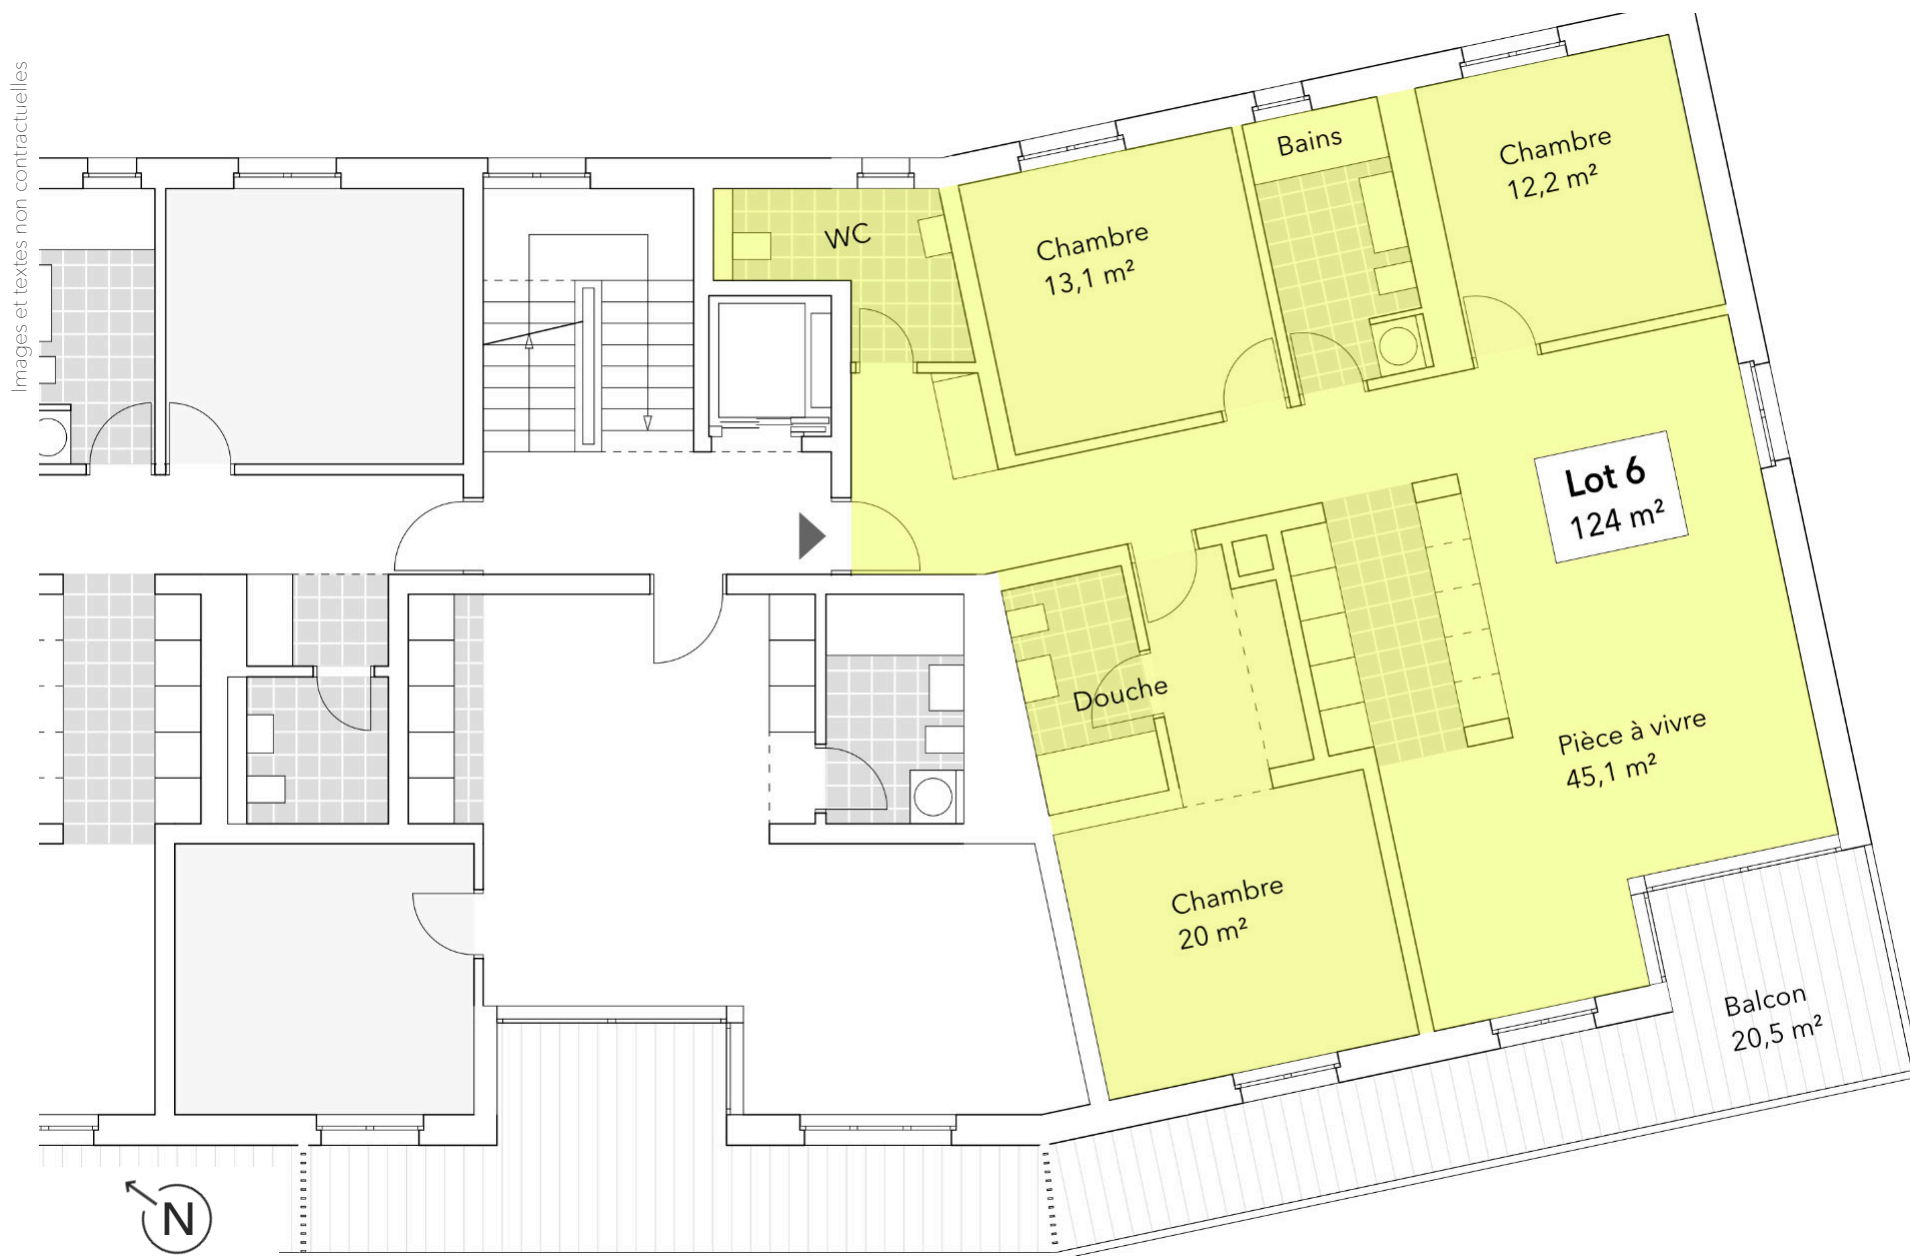 Images et textes non contractuelles
WC
Bains
Chambre
12,2 m²
Chambre
13,1 m²
Lot 6
124 m²
Douche
Pièce à vivre
45,1 m²
Chambre
20 m²
Balcon
20,5 m²
N